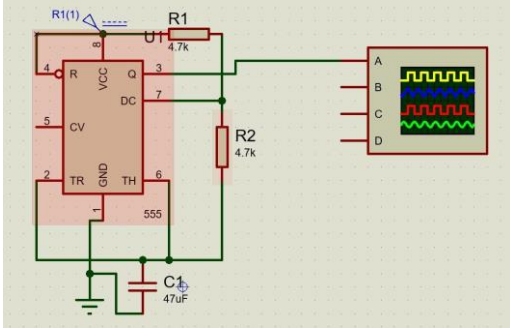 R1(1)
R1
U1
4.7k
8
VCC
4
R
Q
3
A
DC
7
B
5
CV
C
R2
4.7k
D
2
TR
GND
TH
6
1
555
C1
47uF